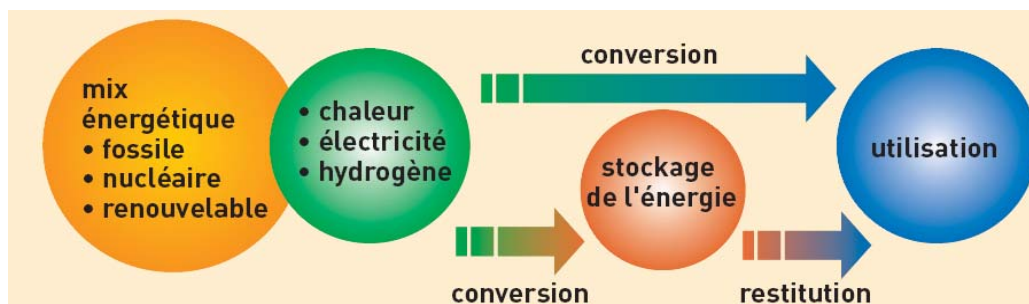 mix
énergétique
• fossile
• nucléaire
• renouvelable
• chaleur
• électricité
• hydrogène
conversion
stockage
de l'énergie
utilisation
conversion
restitution